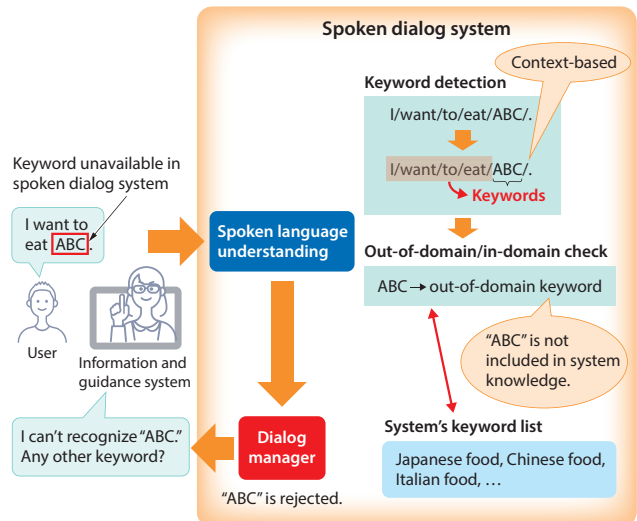 Spoken dialog system
Context-based
Keyword detection
I/want/to/eat/ABC/.
I/want/to/eat/ABC/.
Keywords
Keyword unavailable in
spoken dialog system
I want to
eat ABC.
Spoken language
understanding
Out-of-domain/in-domain check
ABC→out-of-domain keyword
User
Information and
guidance system
“ABC” is not
included in system
knowledge.
I can’t recognize “ABC.”
Any other keyword?
Dialog
manager
“ABC” is rejected.
System’s keyword list
Japanese food, Chinese food,
Italian food, …